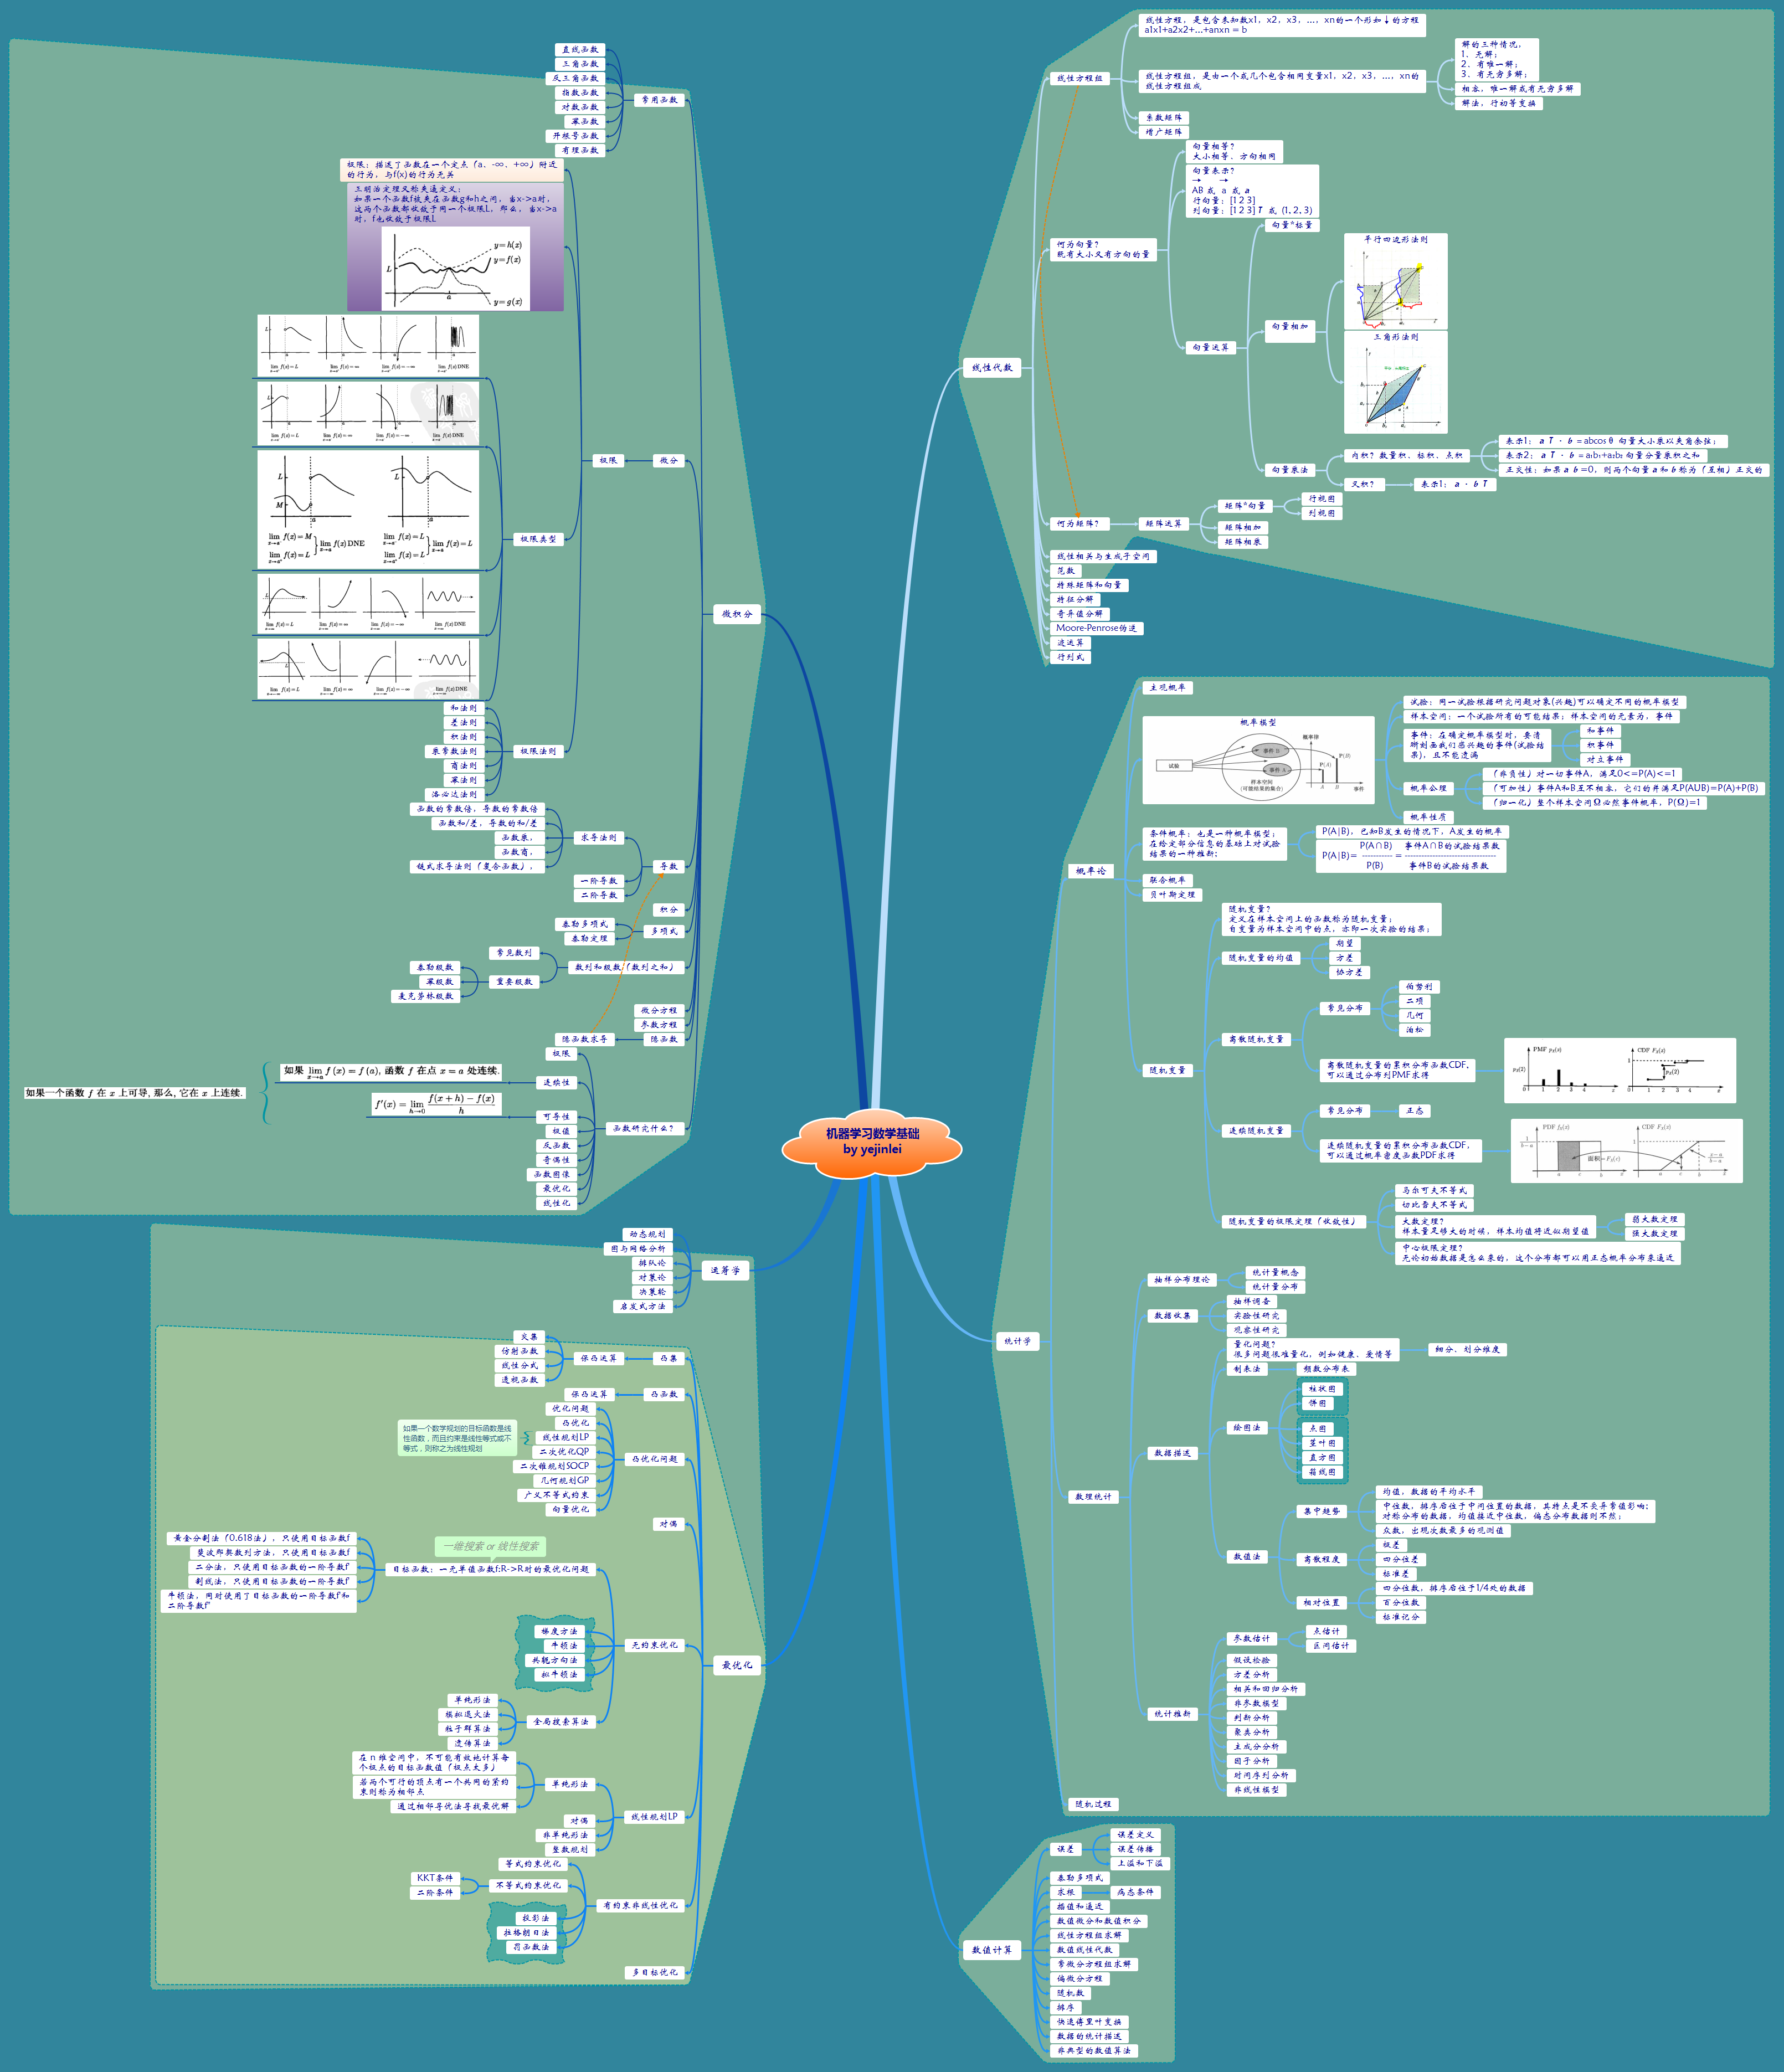 机器学习数学基础
by yejinlei
线性代数
线性方程组
线性方程，是包含未知数x1，x2，x3，...，xn的一个形如↓的方程
a1x1+a2x2+...+anxn = b
线性方程组，是由一个或几个包含相同变量x1，x2，x3，...，xn的
线性方程组成
解的三种情况，
1、无解；
2、有唯一解；
3、有无穷多解；
相容，唯一解或有无穷多解
解法，行初等变换
系数矩阵
增广矩阵
何为向量？
既有大小又有方向的量
向量相等？
大小相等、方向相同
向量表示？
→ →
AB 或 a 或 a
行向量：[1 2 3]
列向量：[1 2 3] T 或 (1, 2, 3)
向量运算
向量*标量
向量相加
平行四边形法则
三角形法则
向量乘法
内积？数量积、标积、点积
表示1：a T · b = abcos θ 向量大小乘以夹角余弦；
表示2：a T · b = a₁b₁+a₂b₂ 向量分量乘积之和
正交性：如果 a b =0，则两个向量 a 和 b 称为（互相）正交的
叉积？
表示1：a · b T
何为矩阵？
矩阵运算
矩阵*向量
行视图
列视图
矩阵相加
矩阵相乘
线性相关与生成子空间
范数
特殊矩阵和向量
特征分解
奇异值分解
Moore-Penrose伪逆
迹运算
行列式
统计学
概率论
主观概率
概率模型
试验
事件 B
事件 A
样本空间
(可能结果的集合)
概率律
P(B)
P(A)
A B 事件
试验：同一试验根据研究问题对象(兴趣)可以确定不同的概率模型
样本空间：一个试验所有的可能结果；样本空间的元素为，事件
事件：在确定概率模型时，要清
晰刻画我们感兴趣的事件(试验结
果)，且不能遗漏
和事件
积事件
对立事件
概率公理
（非负性）对一切事件A，满足0<=P(A)<=1
（可加性）事件A和B互不相容，它们的并满足P(AUB)=P(A)+P(B)
（归一化）整个样本空间Ω必然事件概率，P(Ω)=1
概率性质
条件概率：也是一种概率模型；
在给定部分信息的基础上对试验
结果的一种推断；
P(A|B)，已知B发生的情况下，A发生的概率
P(A∩B) 事件A∩B的试验结果数
P(A|B)= ----------- = ----------------------------------
P(B) 事件B的试验结果数
联合概率
贝叶斯定理
随机变量
随机变量？
定义在样本空间上的函数称为随机变量；
自变量为样本空间中的点，亦即一次实验的结果；
随机变量的均值
期望
方差
协方差
离散随机变量
常见分布
伯努利
二项
几何
泊松
离散随机变量的累积分布函数CDF，
可以通过分布列PMF求得
PMF pₓ(x)
CDF Fₓ(x)
pₓ(2)
连续随机变量
常见分布
正态
连续随机变量的累积分布函数CDF，
可以通过概率密度函数PDF求得
PDF fₓ(x)
CDF Fₓ(x)
面积=Fₓ(c)
随机变量的极限定理（收敛性）
马尔可夫不等式
切比雪夫不等式
大数定理？
样本量足够大的时候，样本均值将近似期望值
弱大数定理
强大数定理
中心极限定理？
无论初始数据是怎么来的，这个分布都可以用正态概率分布来逼近
数理统计
抽样分布理论
统计量概念
统计量分布
数据收集
抽样调查
实验性研究
观察性研究
数据描述
量化问题？
很多问题很难量化，例如健康、爱情等
细分、划分维度
制表法
频数分布表
绘图法
柱状图
饼图
点图
茎叶图
直方图
箱线图
数值法
集中趋势
均值，数据的平均水平
中位数，排序后位于中间位置的数据，其特点是不受异常值影响；
对称分布的数据，均值接近中位数，偏态分布数据则不然；
众数，出现次数最多的观测值
离散程度
极差
四分位差
标准差
相对位置
四分位数，排序后位于1/4处的数据
百分位数
标准记分
统计推断
参数估计
点估计
区间估计
假设检验
方差分析
相关和回归分析
非参数模型
判断分析
聚类分析
主成分分析
因子分析
时间序列分析
非线性模型
随机过程
数值计算
误差
误差定义
误差传播
上溢和下溢
泰勒多项式
求根
病态条件
插值和逼近
数值微分和数值积分
线性方程组求解
数值线性代数
常微分方程组求解
偏微分方程
随机数
排序
快速傅里叶变换
数据的统计描述
非典型的数值算法
微积分
常用函数
直线函数
三角函数
反三角函数
指数函数
对数函数
幂函数
开根号函数
有理函数
微分
极限
极限：描述了函数在一个定点（a、-∞、+∞）附近
的行为，与f(x)的行为无关
三明治定理又称夹逼定义：
如果一个函数f被夹在函数g和h之间，当x->a时，
这两个函数都收敛于同一个极限L，那么，当x->a
时，f也收敛于极限L
y=h(x)
y=f(x)
y=g(x)
L
a
极限类型
lim f(x)=L
lim f(x)=∞
lim f(x)=-∞
lim f(x) DNE
lim f(x)=L
lim f(x)=∞
lim f(x)=-∞
lim f(x) DNE
lim f(x)=M
lim f(x)=L
lim f(x) DNE
lim f(x)=L
lim f(x)=L
lim f(x)=L
lim f(x)=L
lim f(x)=∞
lim f(x)=-∞
lim f(x) DNE
lim f(x)=L
lim f(x)=∞
lim f(x)=-∞
lim f(x) DNE
极限法则
和法则
差法则
积法则
乘常数法则
商法则
幂法则
洛必达法则
导数
求导法则
函数的常数倍，导数的常数倍
函数和/差，导数的和/差
函数乘，
函数商，
链式求导法则（复合函数），
一阶导数
二阶导数
积分
多项式
泰勒多项式
泰勒定理
数列和级数（数列之和）
常见数列
重要级数
泰勒级数
幂级数
麦克劳林级数
微分方程
参数方程
隐函数
隐函数求导
函数研究什么？
极限
连续性
如果 lim f(x) = f(a), 函数 f 在点 x = a 处连续.
x→a
可导性
f′(x) = lim f(x+h) − f(x)
h→0 h
如果一个函数 f 在 x 上可导, 那么, 它在 x 上连续.
极值
反函数
奇偶性
函数图像
最优化
线性化
运筹学
动态规划
图与网络分析
排队论
对策论
决策轮
启发式方法
最优化
凸集
保凸运算
交集
仿射函数
线性分式
透视函数
凸函数
保凸运算
凸优化问题
优化问题
凸优化
线性规划LP
如果一个数学规划的目标函数是线
性函数，而且约束是线性等式或不
等式，则称之为线性规划
二次优化QP
二次锥规划SOCP
几何规划GP
广义不等式约束
向量优化
对偶
无约束优化
一维搜索 or 线性搜索
目标函数：一元单值函数f:R->R时的最优化问题
黄金分割法（0.618法），只使用目标函数f
斐波那契数列方法，只使用目标函数f
二分法，只使用目标函数的一阶导数f'
割线法，只使用目标函数的一阶导数f'
牛顿法，同时使用了目标函数的一阶导数f'和
二阶导数f''
梯度方法
牛顿法
共轭方向法
拟牛顿法
全局搜索算法
单纯形法
模拟退火法
粒子群算法
遗传算法
线性规划LP
单纯形法
在 n 维空间中，不可能有效地计算每
个极点的目标函数值（极点太多）
若两个可行的顶点有一个共同的紧约
束则称为相邻点
通过相邻寻优法寻找最优解
对偶
非单纯形法
整数规划
有约束非线性优化
等式约束优化
不等式约束优化
KKT条件
二阶条件
投影法
拉格朗日法
罚函数法
多目标优化